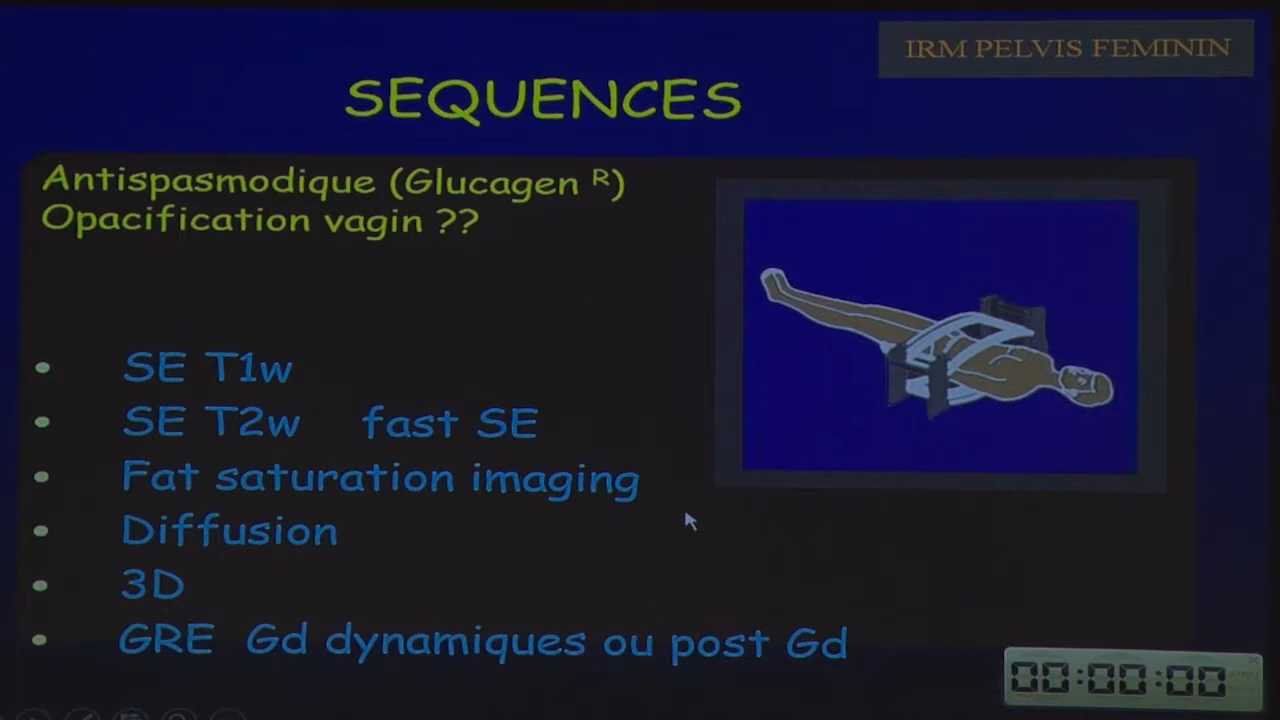 IRM PELVIS FEMININ
SEQUENCES
Antispasmodique (Glucagen ᴿ)
Opacification vagin ??
• SE T1w
• SE T2w fast SE
• Fat saturation imaging
• Diffusion
• 3D
• GRE Gd dynamiques ou post Gd
00:00:00